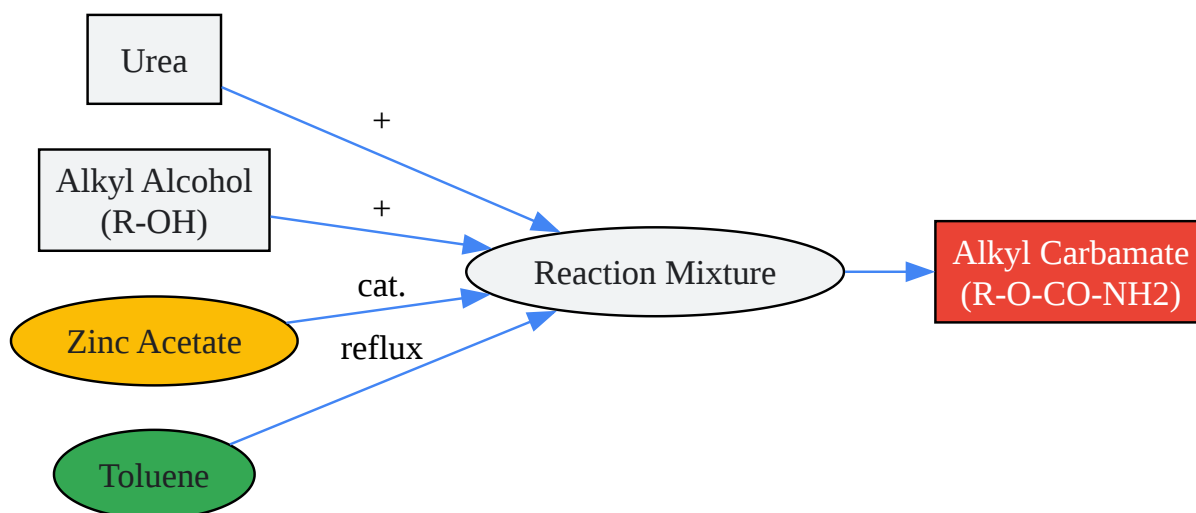 Urea
+
Alkyl Alcohol
(R-OH)
+
cat.
Zinc Acetate
reflux
Toluene
Reaction Mixture
Alkyl Carbamate
(R-O-CO-NH2)